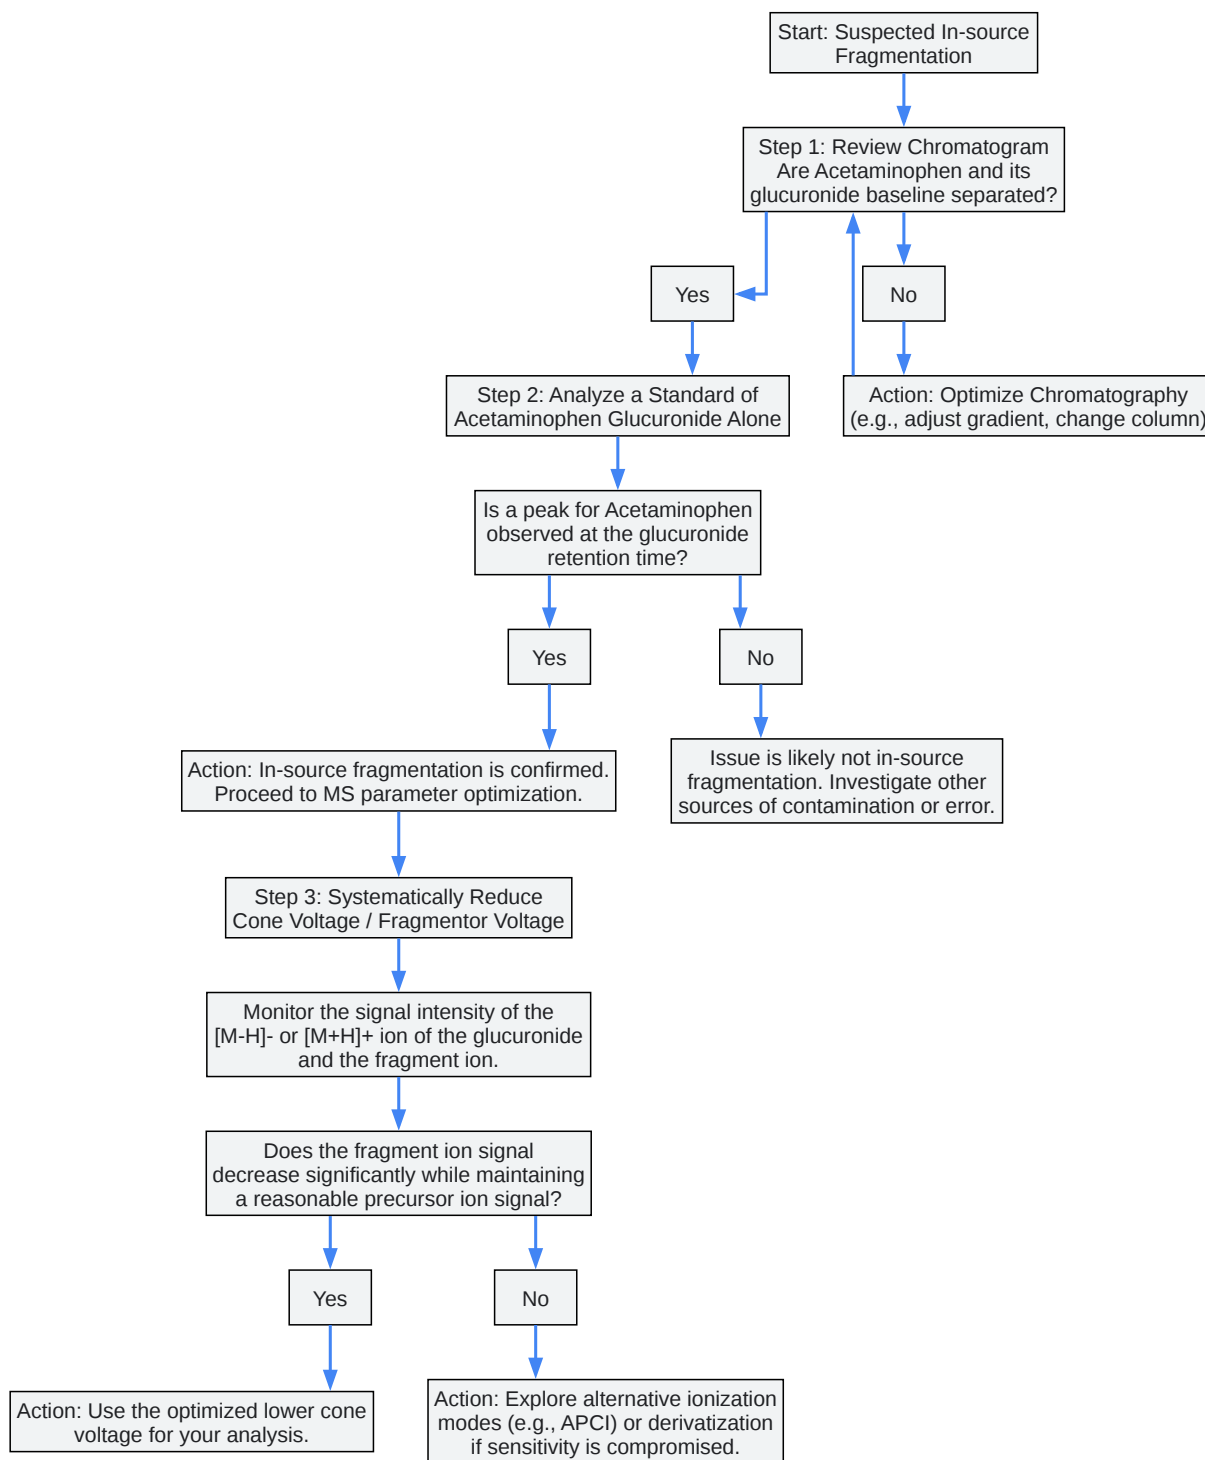 Start: Suspected In-source
Fragmentation
Step 1: Review Chromatogram
Are Acetaminophen and its
glucuronide baseline separated?
Yes
No
Step 2: Analyze a Standard of
Acetaminophen Glucuronide Alone
Action: Optimize Chromatography
(e.g., adjust gradient, change column)
Is a peak for Acetaminophen
observed at the glucuronide
retention time?
Yes
No
Action: In-source fragmentation is confirmed.
Proceed to MS parameter optimization.
Issue is likely not in-source
fragmentation. Investigate other
sources of contamination or error.
Step 3: Systematically Reduce
Cone Voltage / Fragmentor Voltage
Monitor the signal intensity of the
[M-H]- or [M+H]+ ion of the glucuronide
and the fragment ion.
Does the fragment ion signal
decrease significantly while maintaining
a reasonable precursor ion signal?
Yes
No
Action: Use the optimized lower cone
voltage for your analysis.
Action: Explore alternative ionization
modes (e.g., APCI) or derivatization
if sensitivity is compromised.